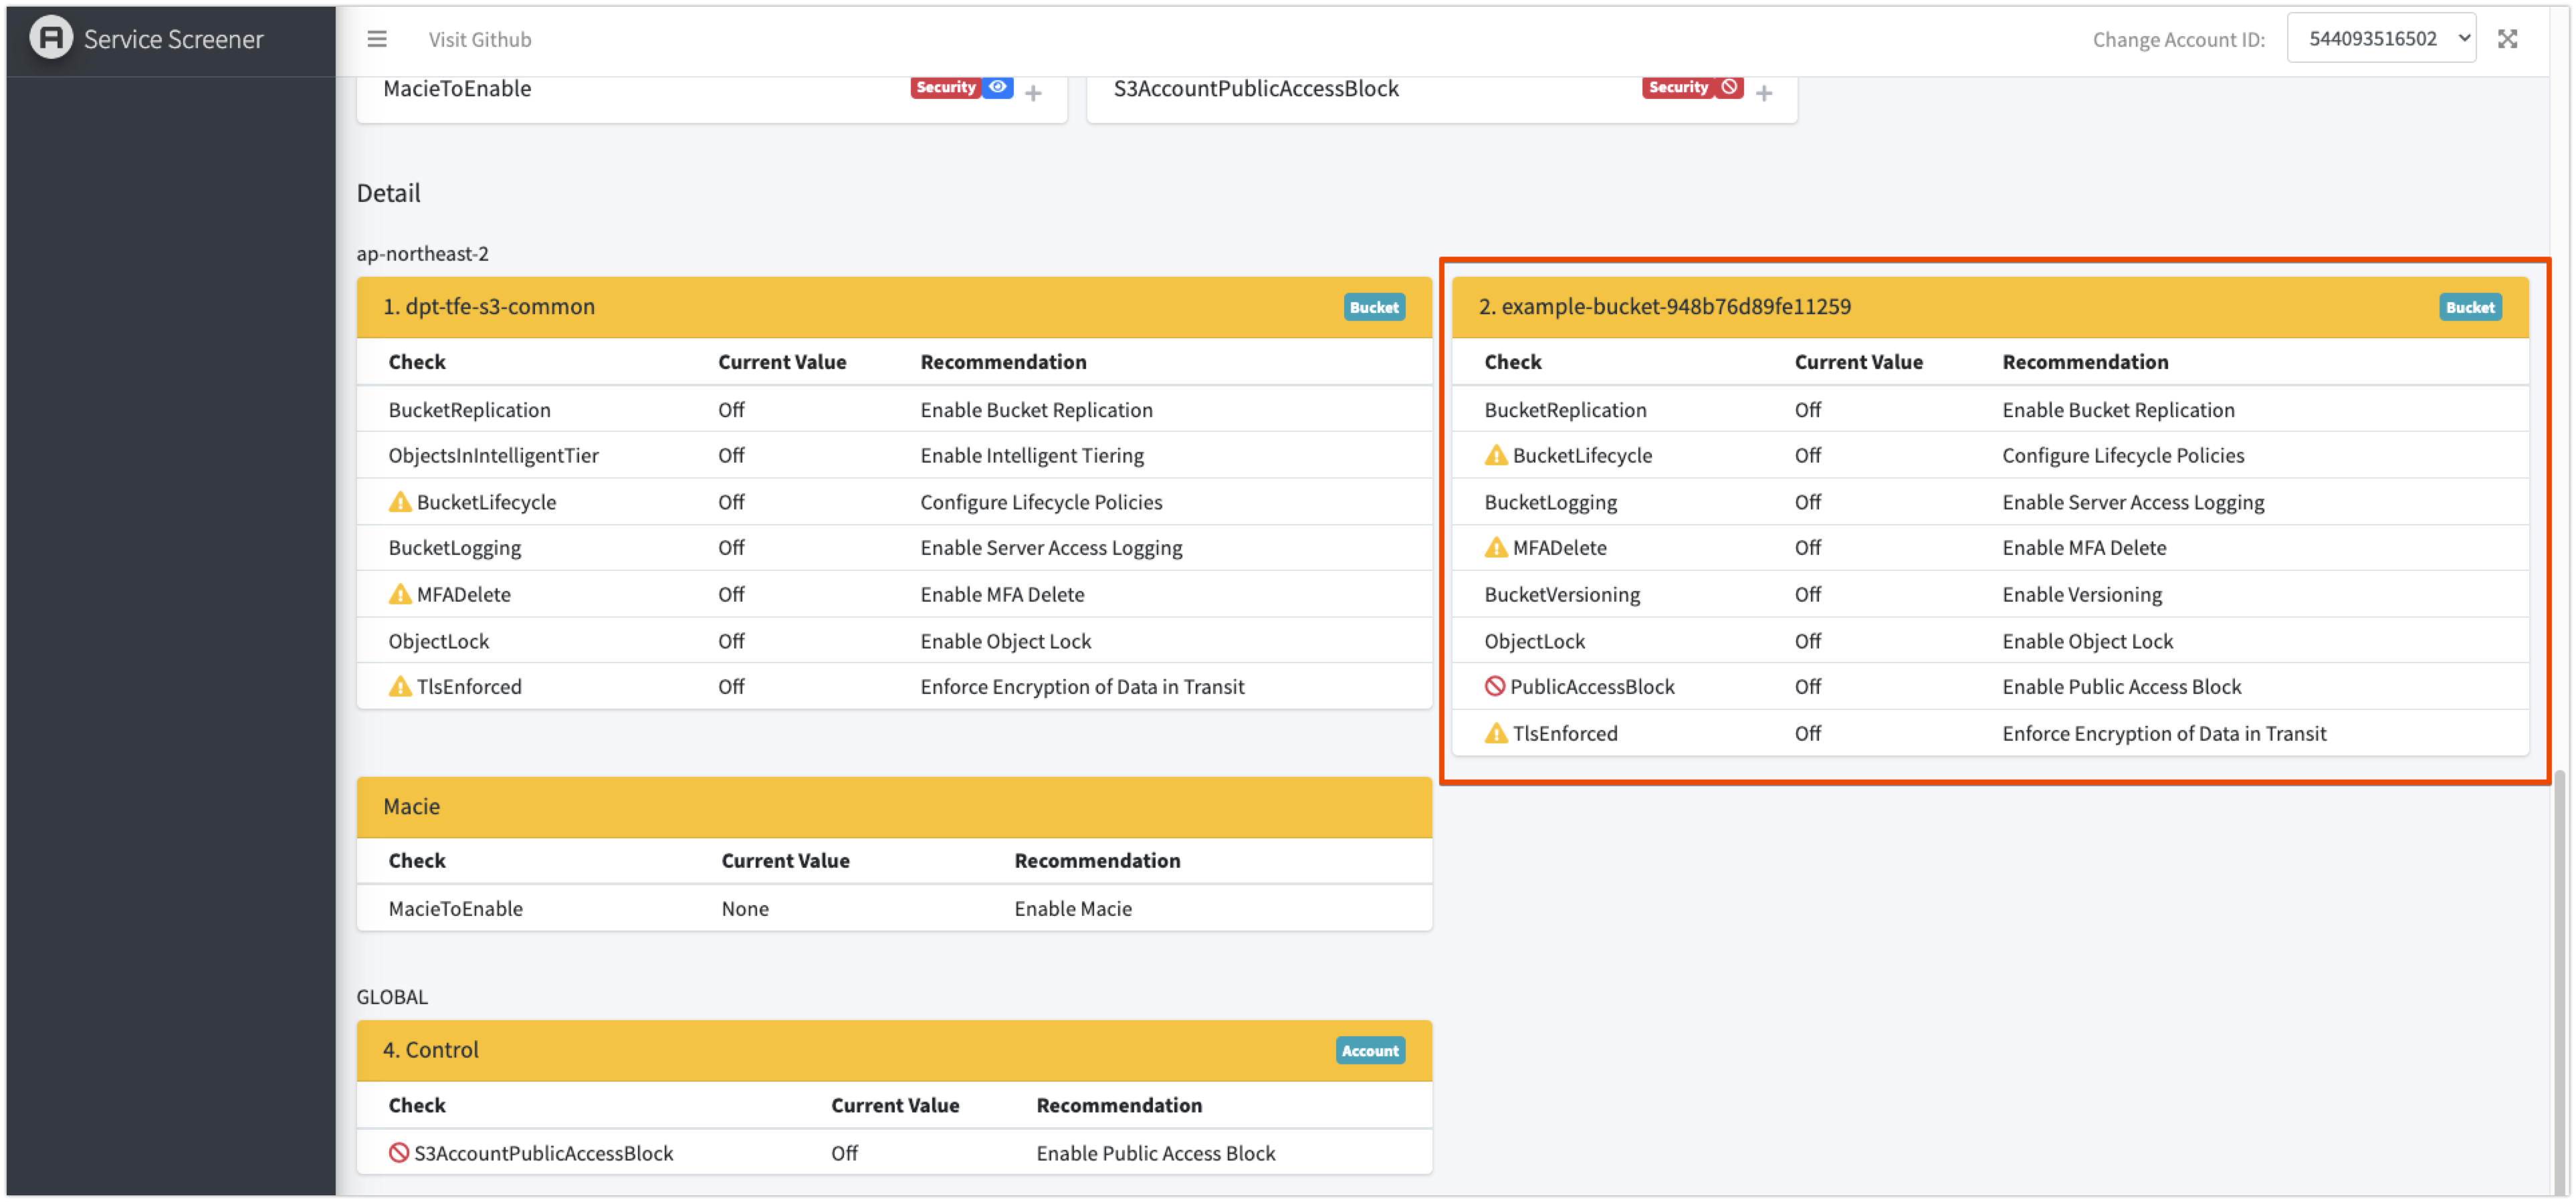 Service Screener
Visit Github
Change Account ID: 544093516502
MacieToEnable Security
S3AccountPublicAccessBlock Security
Detail
ap-northeast-2
1. dpt-tfe-s3-common Bucket
Check Current Value Recommendation
BucketReplication Off Enable Bucket Replication
ObjectsInIntelligentTier Off Enable Intelligent Tiering
BucketLifecycle Off Configure Lifecycle Policies
BucketLogging Off Enable Server Access Logging
MFADelete Off Enable MFA Delete
ObjectLock Off Enable Object Lock
TlsEnforced Off Enforce Encryption of Data in Transit
2. example-bucket-948b76d89fe11259 Bucket
Check Current Value Recommendation
BucketReplication Off Enable Bucket Replication
BucketLifecycle Off Configure Lifecycle Policies
BucketLogging Off Enable Server Access Logging
MFADelete Off Enable MFA Delete
BucketVersioning Off Enable Versioning
ObjectLock Off Enable Object Lock
PublicAccessBlock Off Enable Public Access Block
TlsEnforced Off Enforce Encryption of Data in Transit
Macie
Check Current Value Recommendation
MacieToEnable None Enable Macie
GLOBAL
4. Control Account
Check Current Value Recommendation
S3AccountPublicAccessBlock Off Enable Public Access Block